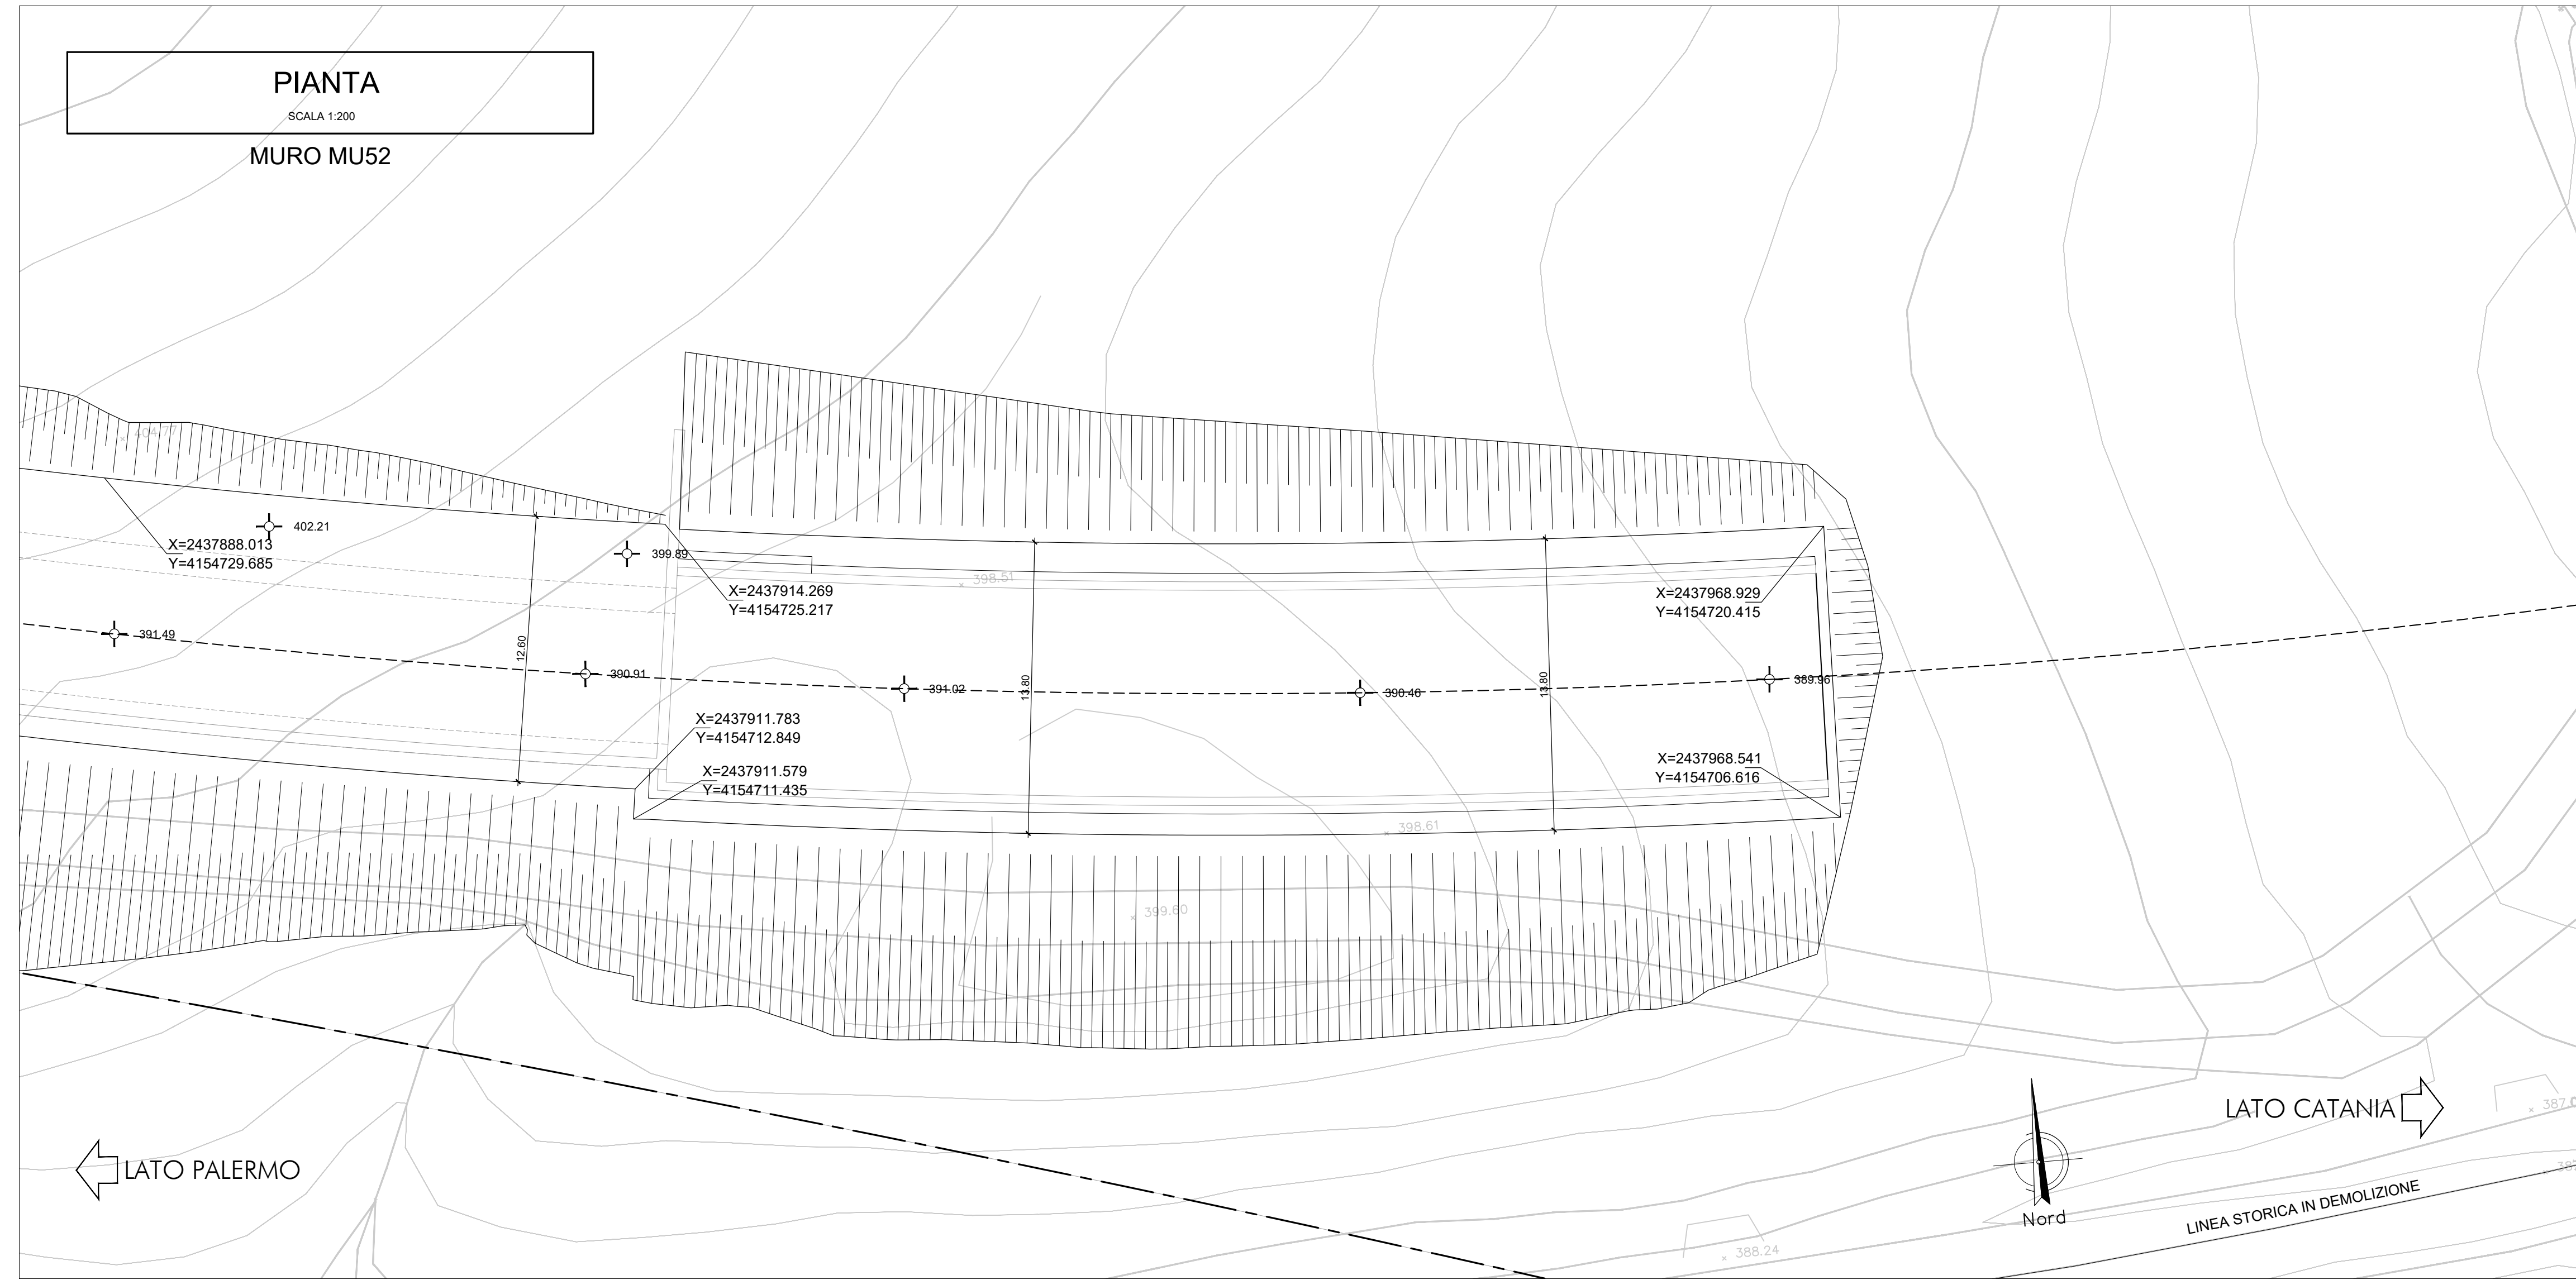 PIANTA
SCALA 1:200
MURO MU52
404.77
402.21
X=2437888.013
Y=4154729.685
399.89
398.51
X=2437914.269
Y=4154725.217
X=2437968.929
Y=4154720.415
391.49
12.60
390.91
391.02
13.80
390.46
13.80
389.96
X=2437911.783
Y=4154712.849
X=2437911.579
Y=4154711.435
X=2437968.541
Y=4154706.616
398.61
399.60
LATO CATANIA
LATO PALERMO
Nord
LINEA STORICA IN DEMOLIZIONE
388.24